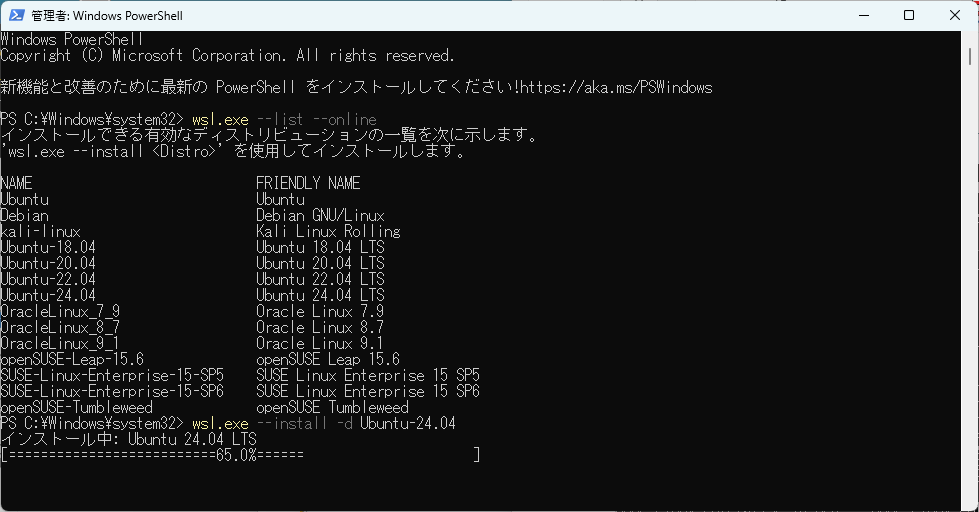 管理者: Windows PowerShell
Windows PowerShell
Copyright (C) Microsoft Corporation. All rights reserved.
新機能と改善のために最新の PowerShell をインストールしてください!https://aka.ms/PSWindows
PS C:¥Windows¥system32> wsl.exe --list --online
インストールできる有効なディストリビューションの一覧を次に示します。
'wsl.exe --install <Distro>' を使用してインストールします。
NAME FRIENDLY NAME
Ubuntu Ubuntu
Debian Debian GNU/Linux
kali-linux Kali Linux Rolling
Ubuntu-18.04 Ubuntu 18.04 LTS
Ubuntu-20.04 Ubuntu 20.04 LTS
Ubuntu-22.04 Ubuntu 22.04 LTS
Ubuntu-24.04 Ubuntu 24.04 LTS
OracleLinux_7_9 Oracle Linux 7.9
OracleLinux_8_7 Oracle Linux 8.7
OracleLinux_9_1 Oracle Linux 9.1
openSUSE-Leap-15.6 openSUSE Leap 15.6
SUSE-Linux-Enterprise-15-SP5 SUSE Linux Enterprise 15 SP5
SUSE-Linux-Enterprise-15-SP6 SUSE Linux Enterprise 15 SP6
openSUSE-Tumbleweed openSUSE Tumbleweed
PS C:¥Windows¥system32> wsl.exe --install -d Ubuntu-24.04
インストール中: Ubuntu 24.04 LTS
[==========================65.0%====== ]